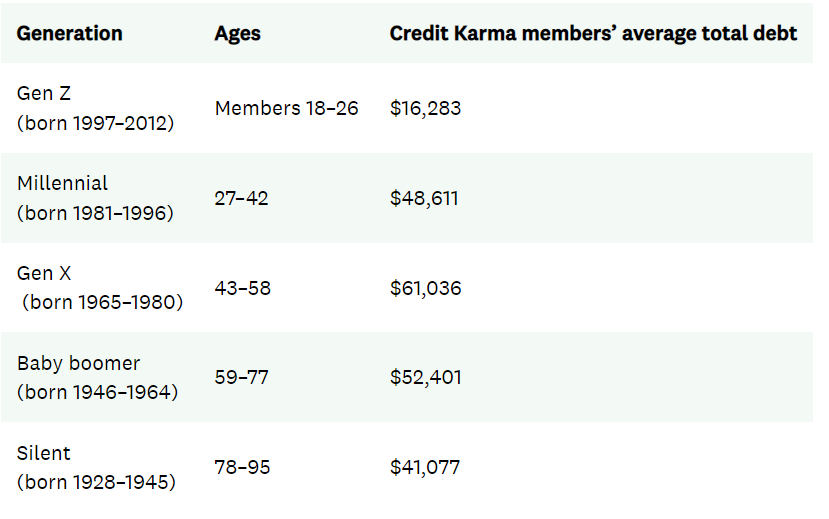 Generation Ages Credit Karma members’ average total debt
Gen Z
(born 1997–2012) Members 18–26 $16,283
Millennial
(born 1981–1996) 27–42 $48,611
Gen X
(born 1965–1980) 43–58 $61,036
Baby boomer
(born 1946–1964) 59–77 $52,401
Silent
(born 1928–1945) 78–95 $41,077